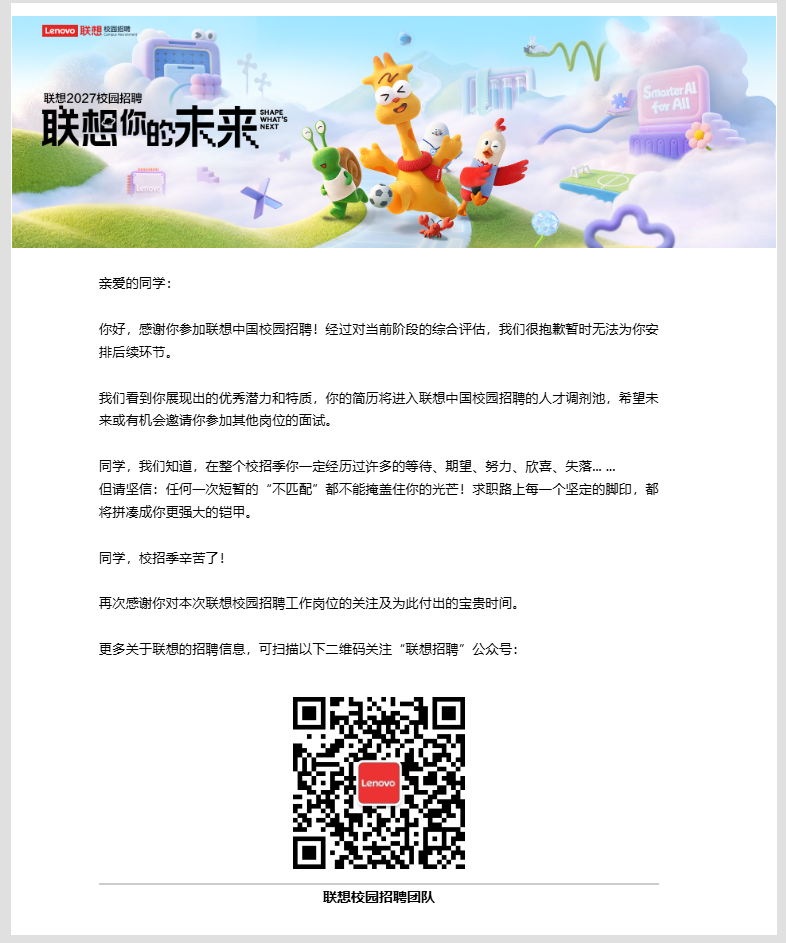 Lenovo 联想 校园招聘
Campus Recruitment
联想2027校园招聘
联想你的未来
SHAPE
WHAT'S
NEXT
Smarter AI
for All
Lenovo
亲爱的同学：
你好，感谢你参加联想中国校园招聘！经过对当前阶段的综合评估，我们很抱歉暂时无法为你安
排后续环节。
我们看到你展现出的优秀潜力和特质，你的简历将进入联想中国校园招聘的人才调剂池，希望未
来或有机会邀请你参加其他岗位的面试。
同学，我们知道，在整个校招季你一定经历过许多的等待、期望、努力、欣喜、失落... ...
但请坚信：任何一次短暂的“不匹配”都不能掩盖住你的光芒！求职路上每一个坚定的脚印，都
将拼凑成你更强大的铠甲。
同学，校招季辛苦了！
再次感谢你对本次联想校园招聘工作岗位的关注及为此付出的宝贵时间。
更多关于联想的招聘信息，可扫描以下二维码关注“联想招聘”公众号：
Lenovo
联想校园招聘团队